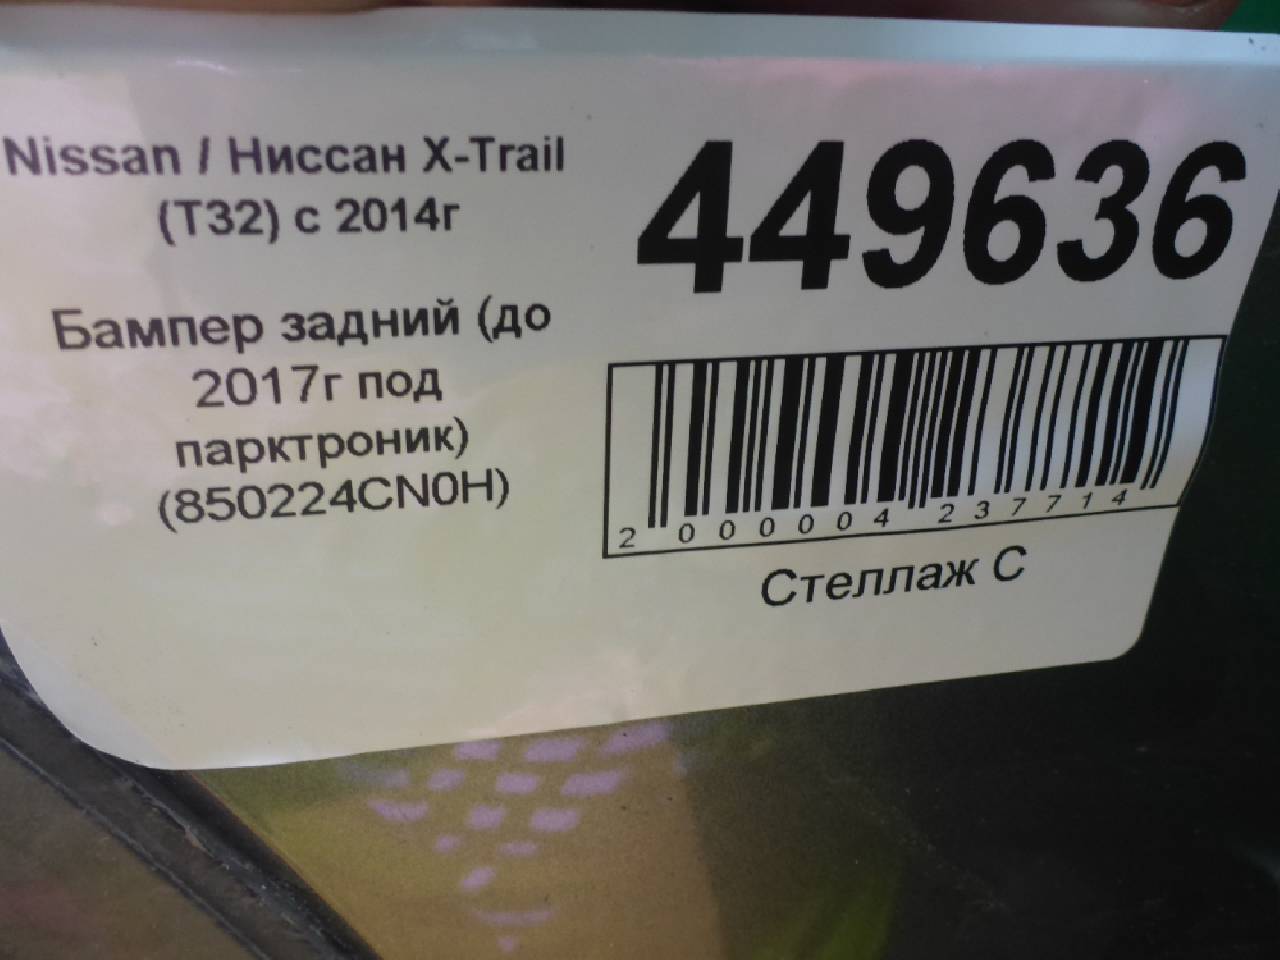 Nissan / Ниссан X-Trail
(T32) с 2014г
Бампер задний (до
2017г под
парктроник)
(850224CN0H)
449636
2 000004 237714
Стеллаж С